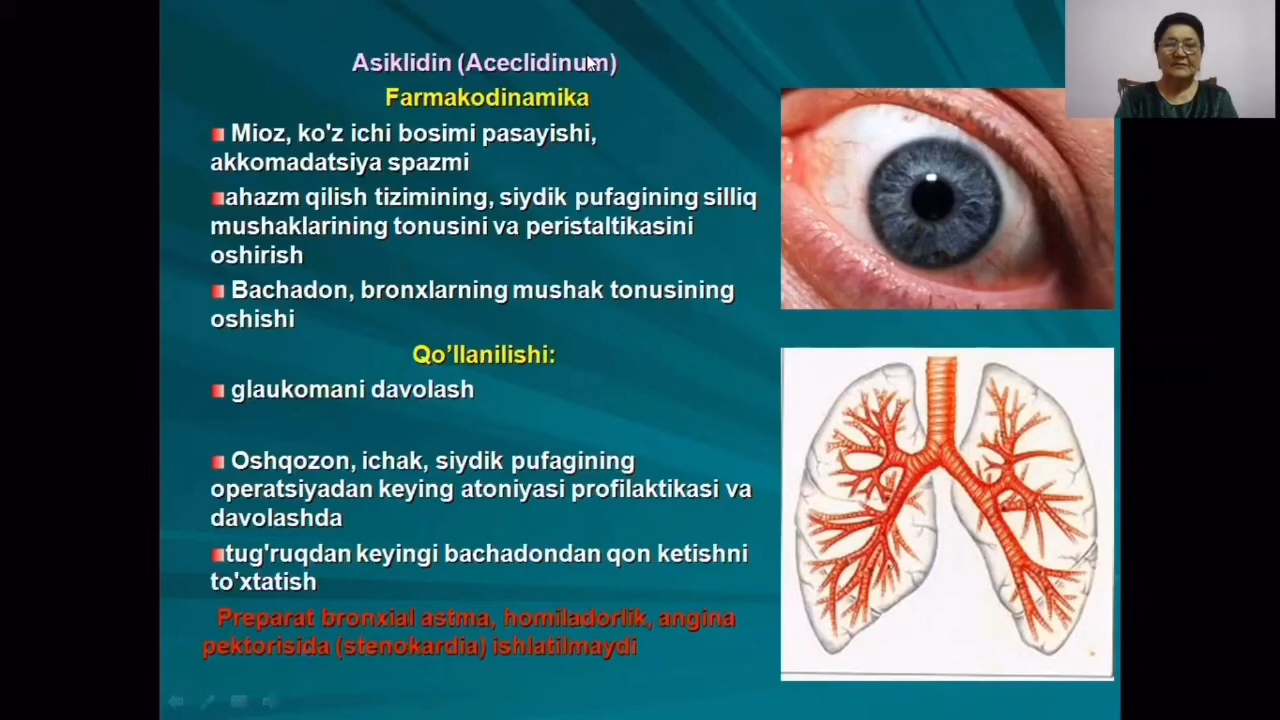 Asiklidin (Aceclidinum)
Farmakodinamika
Mioz, ko'z ichi bosimi pasayishi,
akkomadatsiya spazmi
ahazm qilish tizimining, siydik pufagining silliq
mushaklarining tonusini va peristaltikasini
oshirish
Bachadon, bronxlarning mushak tonusining
oshishi
Qo’llanilishi:
glaukomani davolash
Oshqozon, ichak, siydik pufagining
operatsiyadan keying atoniyasi profilaktikasi va
davolashda
tug'ruqdan keyingi bachadondan qon ketishni
to'xtatish
Preparat bronxial astma, homiladorlik, angina
pektorisida (stenokardia) ishlatilmaydi